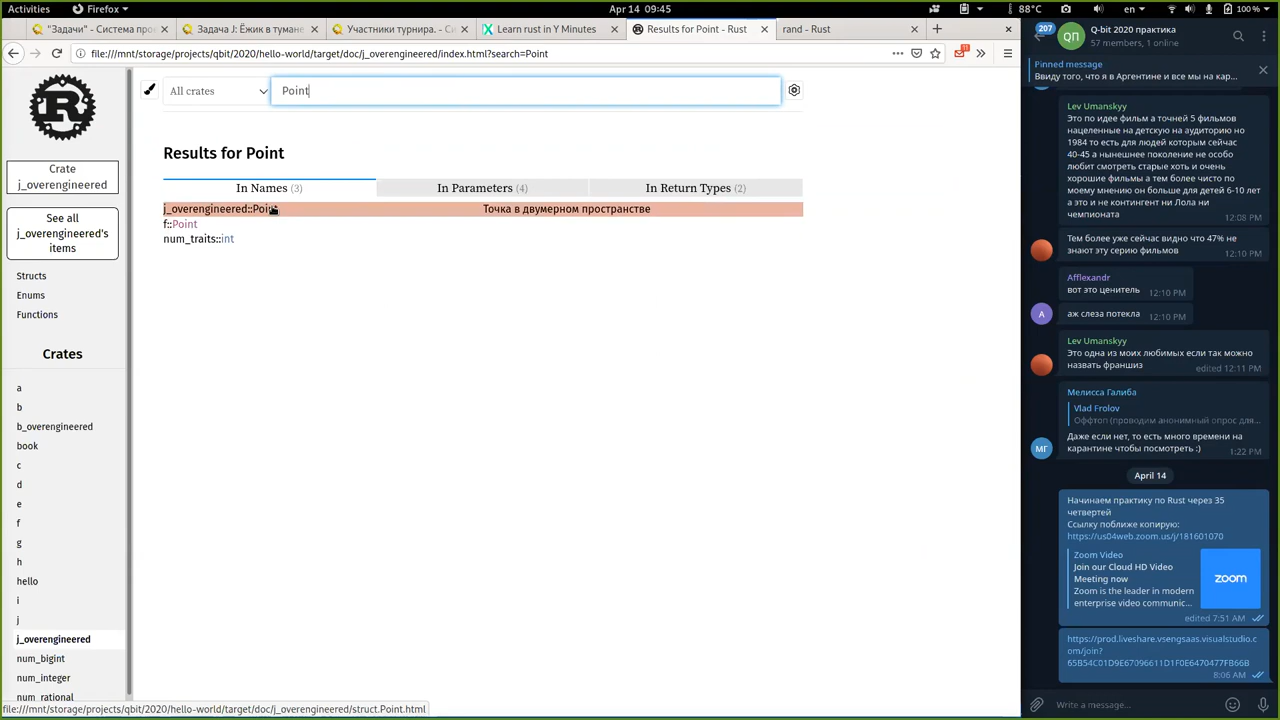 Activities
Firefox
Apr 14 09:45
88°C
en
100 %
"Задачи" - Система про
Задача J: Ёжик в тумане
Участники турнира. - Си
Learn rust in Y Minutes
Results for Point - Rust
rand - Rust
file:///mnt/storage/projects/qbit/2020/hello-world/target/doc/j_overengineered/index.html?search=Point
All crates
Point
Results for Point
In Names (3)
In Parameters (4)
In Return Types (2)
j_overengineered::Point
Точка в двумерном пространстве
f::Point
num_traits::int
Crate
j_overengineered
See all
j_overengineered's
items
Structs
Enums
Functions
Crates
a
b
b_overengineered
book
c
d
e
f
g
h
hello
i
j
j_overengineered
num_bigint
num_integer
num_rational
file:///mnt/storage/projects/qbit/2020/hello-world/target/doc/j_overengineered/struct.Point.html
207
QП
Q-bit 2020 практика
57 members, 1 online
Pinned message
Ввиду того, что я в Аргентине и все мы на кар...
Lev Umanskyy
Это по идее фильм а точней 5 фильмов
нацеленные на детскую на аудиторию но
1984 то есть для людей которым сейчас
40-45 а нынешнее поколение не особо
любит смотреть старые хоть и очень
хорошие фильмы а тем более чисто по
моему мнению он больше для детей 6-10 лет
а это и не контингент ни Лола ни
чемпионата
12:08 PM
Тем более уже сейчас видно что 47% не
знают эту серию фильмов
12:10 PM
Afflexandr
вот это ценитель
12:10 PM
A
аж слеза потекла
12:10 PM
Lev Umanskyy
Это одна из моих любимых если так можно
назвать франшиз
edited 12:11 PM
Мелисса Галиба
Vlad Frolov
Оффтоп (проводим анонимный опрос для...
Даже если нет, то есть много времени на
карантине чтобы посмотреть :)
МГ
1:22 PM
April 14
Начинаем практику по Rust через 35
четвертей
Ссылку поближе копирую:
https://us04web.zoom.us/j/181601070
Zoom Video
Join our Cloud HD Video
Meeting now
Zoom is the leader in modern
enterprise video communic...
zoom
edited 7:51 AM
https://prod.liveshare.vsengsaas.visualstudio.c
om/join?
65B54C01D9E67096611D1F0E6470477FB66B
8:06 AM
Write a message...